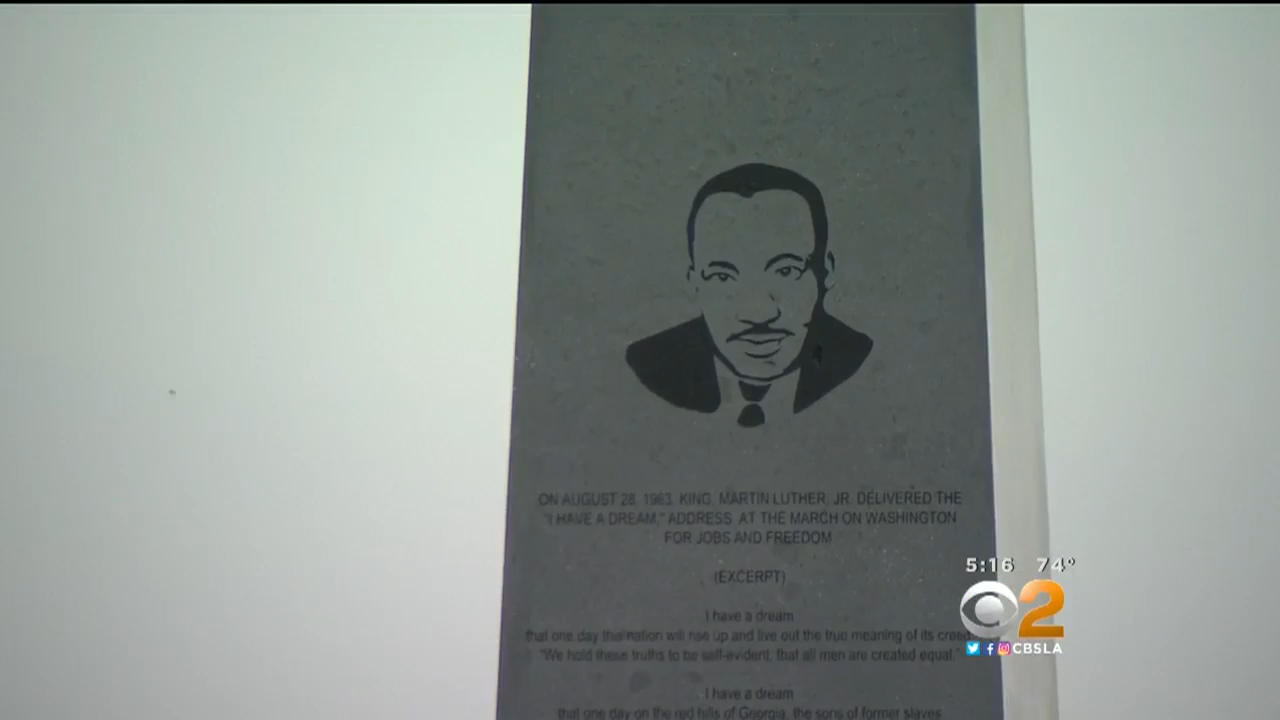 ON AUGUST 28, 1963, KING, MARTIN LUTHER, JR. DELIVERED THE
"I HAVE A DREAM," ADDRESS AT THE MARCH ON WASHINGTON
FOR JOBS AND FREEDOM
(EXCERPT)
I have a dream
that one day this nation will rise up and live out the true meaning of its creed
"We hold these truths to be self-evident, that all men are created equal."
I have a dream
that one day on the red hills of Georgia, the sons of former slaves
5:16 74°
2
CBSLA